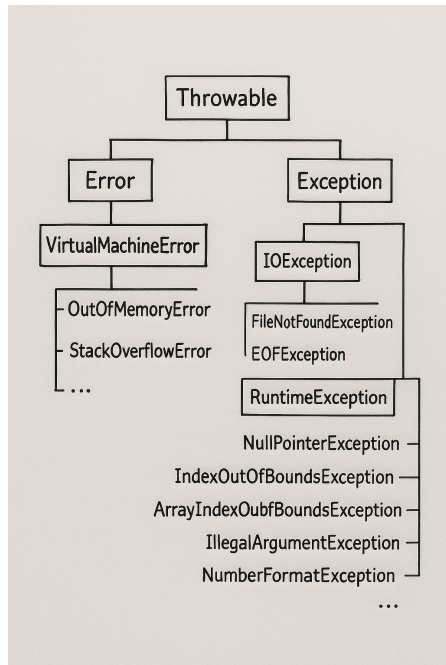 Throwable
Error
Exception
VirtualMachineError
IOException
OutOfMemoryError
FileNotFoundException
StackOverflowError
EOFException
...
RuntimeException
NullPointerException
IndexOutOfBoundsException
ArrayIndexOubfBoundsException
IllegalArgumentException
NumberFormatException
...